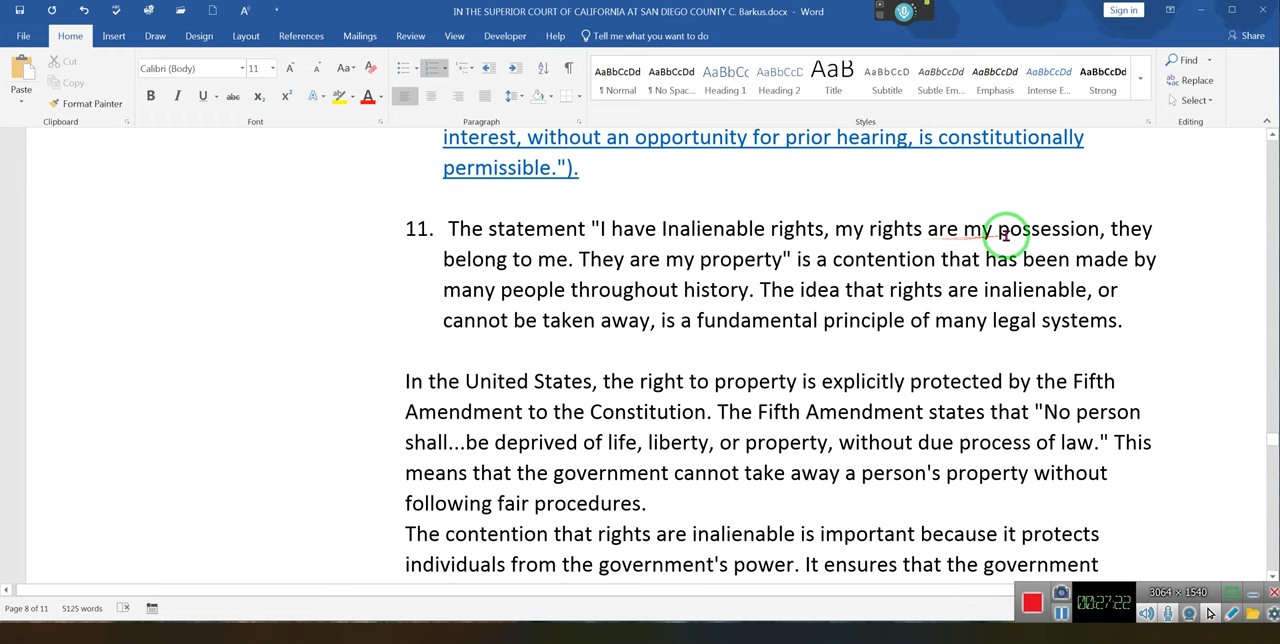 IN THE SUPERIOR COURT OF CALIFORNIA AT SAN DIEGO COUNTY C. Barkus.docx - Word
Sign in
File Home Insert Draw Design Layout References Mailings Review View Developer Help Tell me what you want to do Share
Paste
Cut
Copy
Format Painter
Clipboard
Calibri (Body) 11
Font
Paragraph
AaBbCcDd AaBbCcDd AaBbCc AaBbCcD AaB AaBbCcD AaBbCcDd AaBbCcDd AaBbCcDd AaBbCcDd
¶ Normal ¶ No Spac... Heading 1 Heading 2 Title Subtitle Subtle Em... Emphasis Intense E... Strong
Styles
Find
Replace
Select
Editing
interest, without an opportunity for prior hearing, is constitutionally
permissible.").
11. The statement "I have Inalienable rights, my rights are my possession, they
belong to me. They are my property" is a contention that has been made by
many people throughout history. The idea that rights are inalienable, or
cannot be taken away, is a fundamental principle of many legal systems.
In the United States, the right to property is explicitly protected by the Fifth
Amendment to the Constitution. The Fifth Amendment states that "No person
shall...be deprived of life, liberty, or property, without due process of law." This
means that the government cannot take away a person's property without
following fair procedures.
The contention that rights are inalienable is important because it protects
individuals from the government's power. It ensures that the government
Page 8 of 11 5125 words
00:27:22
3064 × 1540